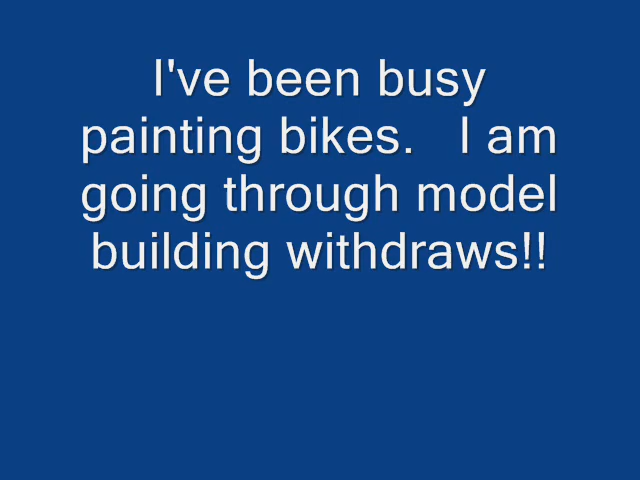 I've been busy
painting bikes.   I am
going through model
building withdraws!!